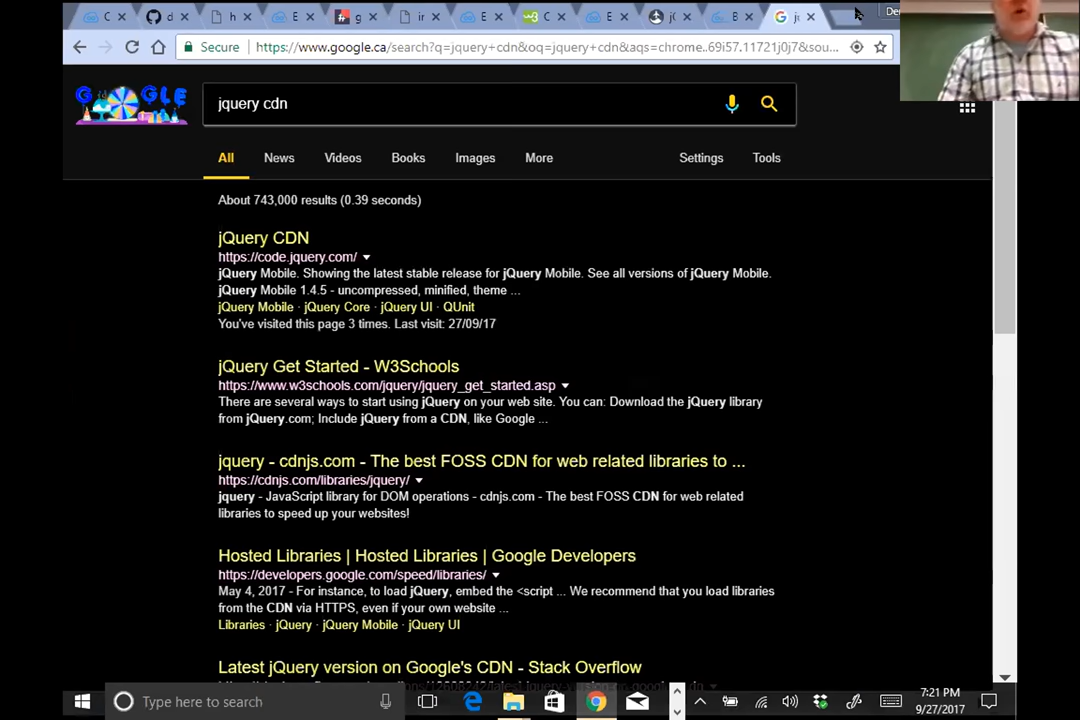 C
d
h
E
g
ir
E
C
E
j(
B
jc
De
Secure
https://www.google.ca/search?q=jquery+cdn&oq=jquery+cdn&aqs=chrome..69i57.11721j0j7&sou...
GOOGLE
jquery cdn
All News Videos Books Images More Settings Tools
About 743,000 results (0.39 seconds)
jQuery CDN
https://code.jquery.com/
jQuery Mobile. Showing the latest stable release for jQuery Mobile. See all versions of jQuery Mobile.
jQuery Mobile 1.4.5 - uncompressed, minified, theme ...
jQuery Mobile · jQuery Core · jQuery UI · QUnit
You've visited this page 3 times. Last visit: 27/09/17
jQuery Get Started - W3Schools
https://www.w3schools.com/jquery/jquery_get_started.asp
There are several ways to start using jQuery on your web site. You can: Download the jQuery library
from jQuery.com; Include jQuery from a CDN, like Google ...
jquery - cdnjs.com - The best FOSS CDN for web related libraries to ...
https://cdnjs.com/libraries/jquery/
jquery - JavaScript library for DOM operations - cdnjs.com - The best FOSS CDN for web related
libraries to speed up your websites!
Hosted Libraries | Hosted Libraries | Google Developers
https://developers.google.com/speed/libraries/
May 4, 2017 - For instance, to load jQuery, embed the <script ... We recommend that you load libraries
from the CDN via HTTPS, even if your own website ...
Libraries · jQuery · jQuery Mobile · jQuery UI
Latest jQuery version on Google's CDN - Stack Overflow
Type here to search
7:21 PM
9/27/2017